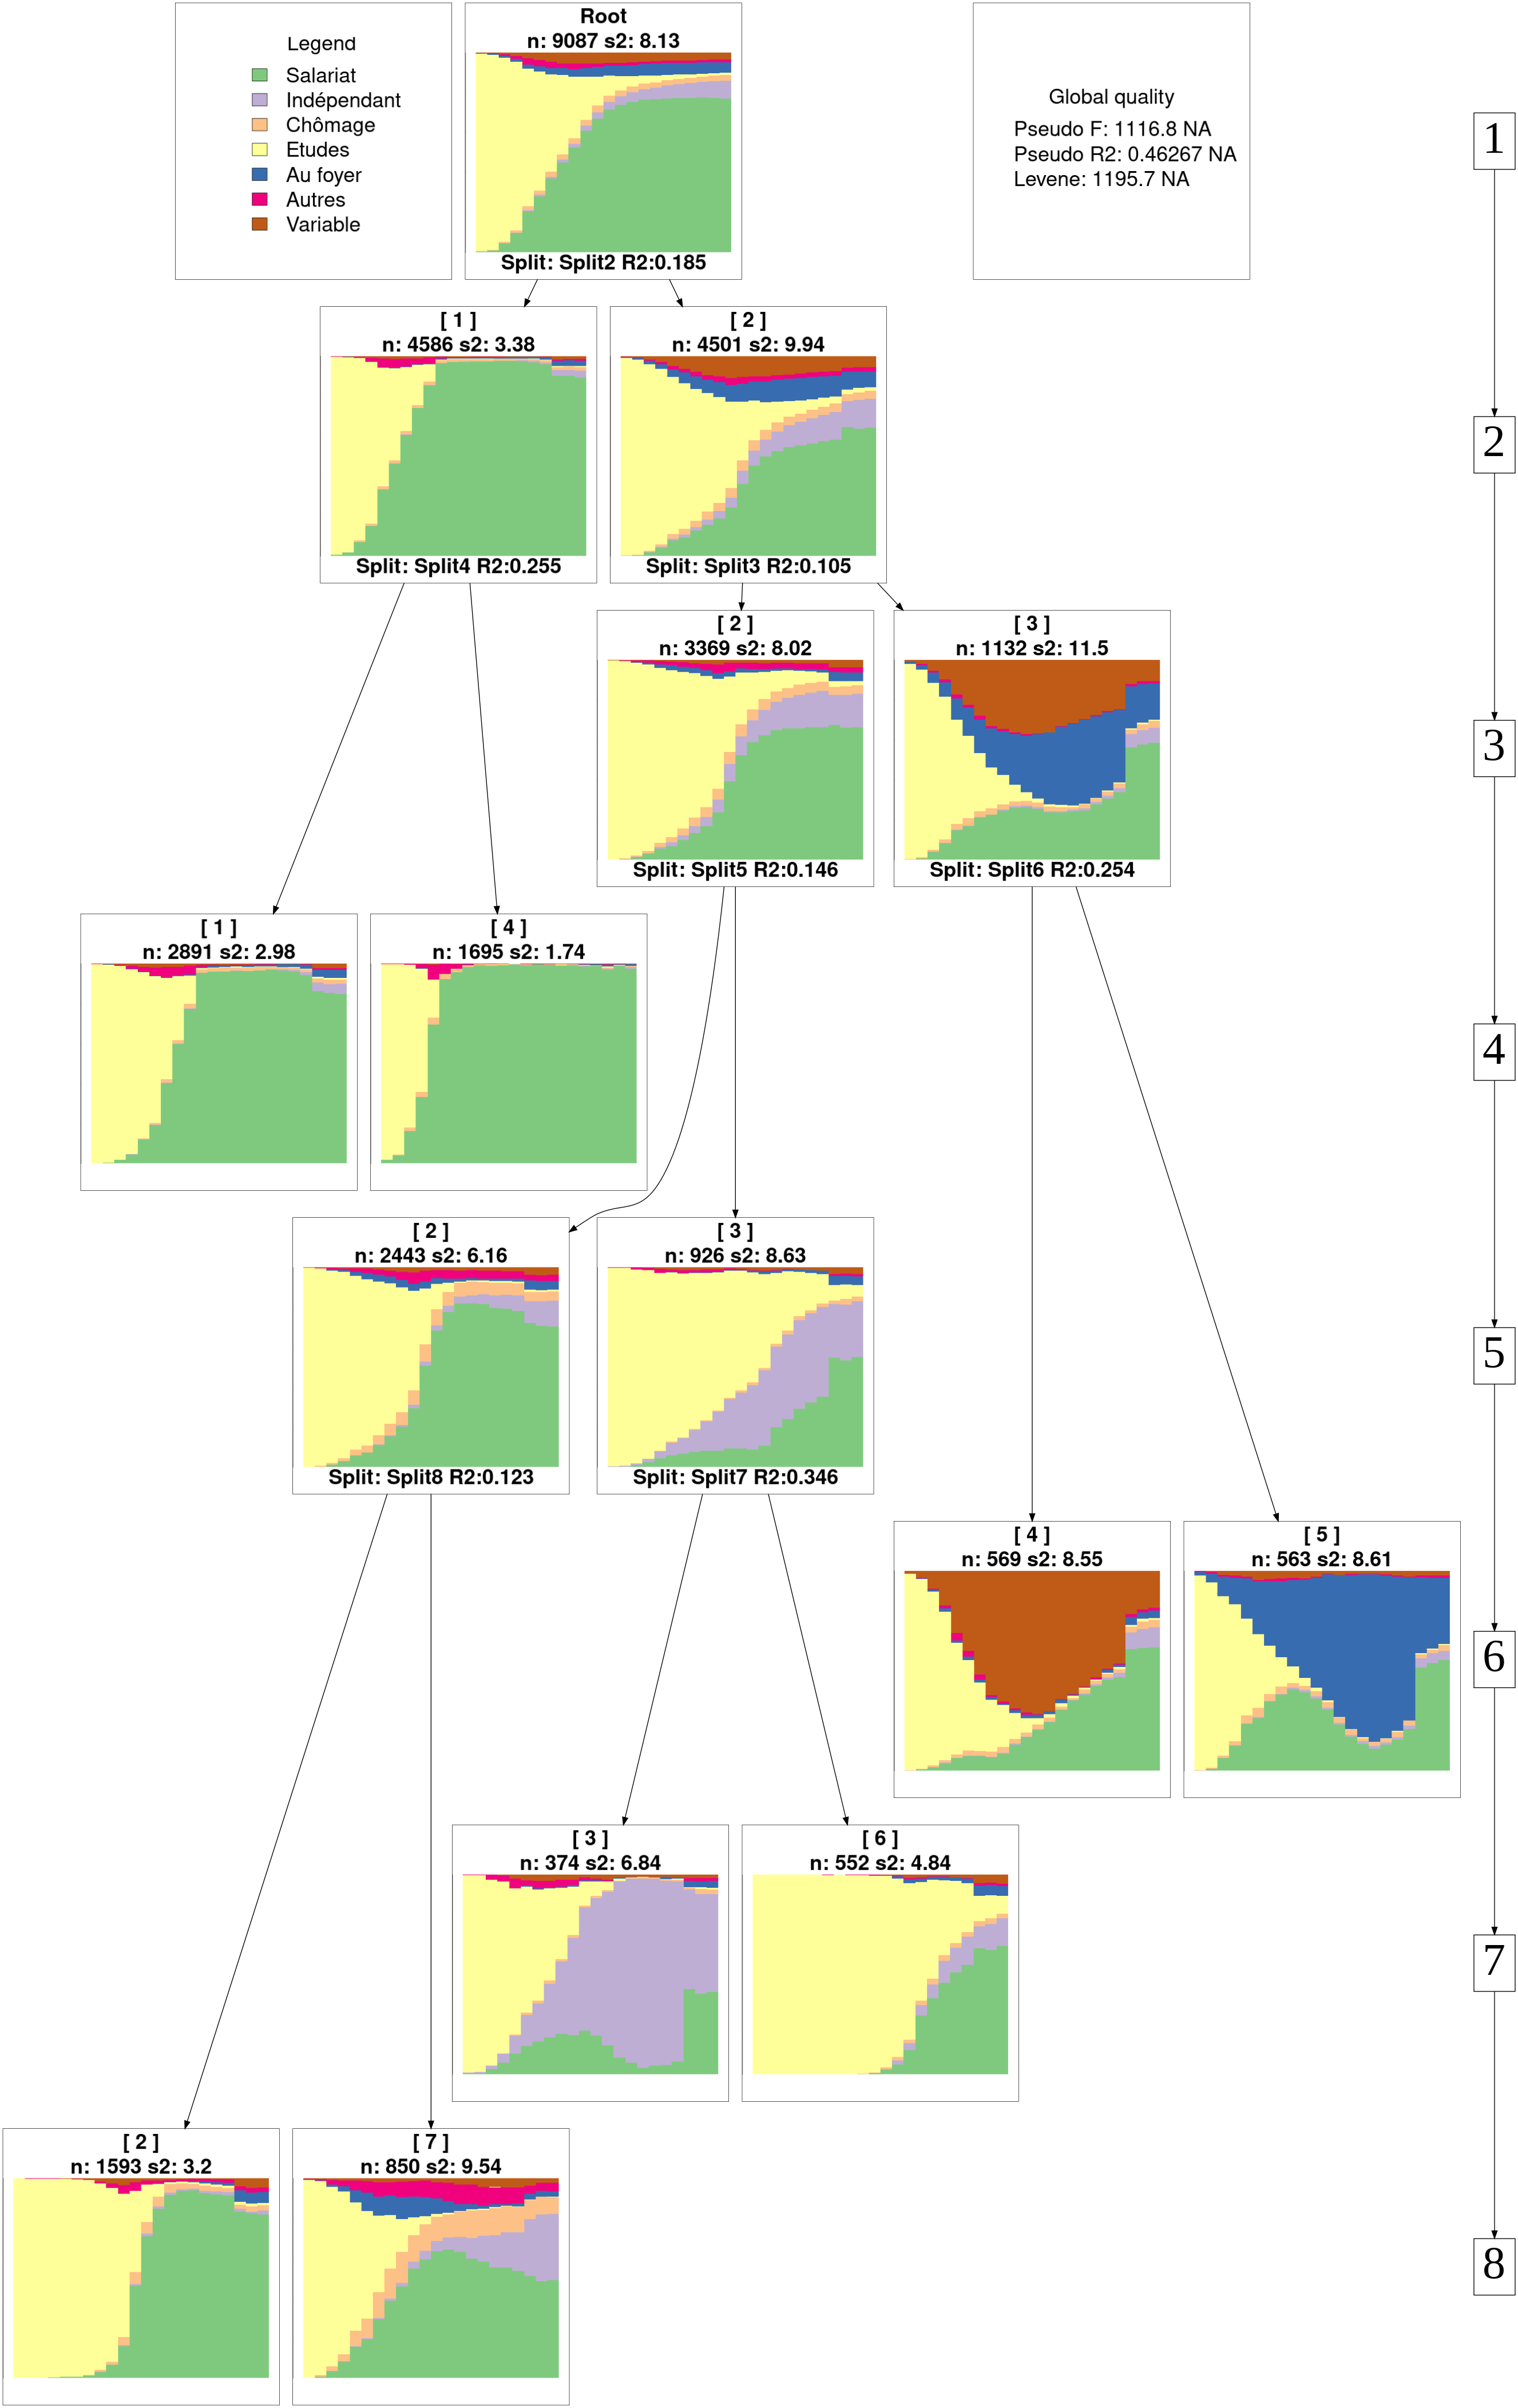 Legend
Salariat
Indépendant
Chômage
Etudes
Au foyer
Autres
Variable
Root
n: 9087 s2: 8.13
Split: Split2 R2:0.185
Global quality
Pseudo F: 1116.8 NA
Pseudo R2: 0.46267 NA
Levene: 1195.7 NA
1
[ 1 ]
n: 4586 s2: 3.38
Split: Split4 R2:0.255
[ 2 ]
n: 4501 s2: 9.94
Split: Split3 R2:0.105
2
[ 2 ]
n: 3369 s2: 8.02
Split: Split5 R2:0.146
[ 3 ]
n: 1132 s2: 11.5
Split: Split6 R2:0.254
3
[ 1 ]
n: 2891 s2: 2.98
[ 4 ]
n: 1695 s2: 1.74
4
[ 2 ]
n: 2443 s2: 6.16
Split: Split8 R2:0.123
[ 3 ]
n: 926 s2: 8.63
Split: Split7 R2:0.346
5
[ 4 ]
n: 569 s2: 8.55
[ 5 ]
n: 563 s2: 8.61
6
[ 3 ]
n: 374 s2: 6.84
[ 6 ]
n: 552 s2: 4.84
7
[ 2 ]
n: 1593 s2: 3.2
[ 7 ]
n: 850 s2: 9.54
8